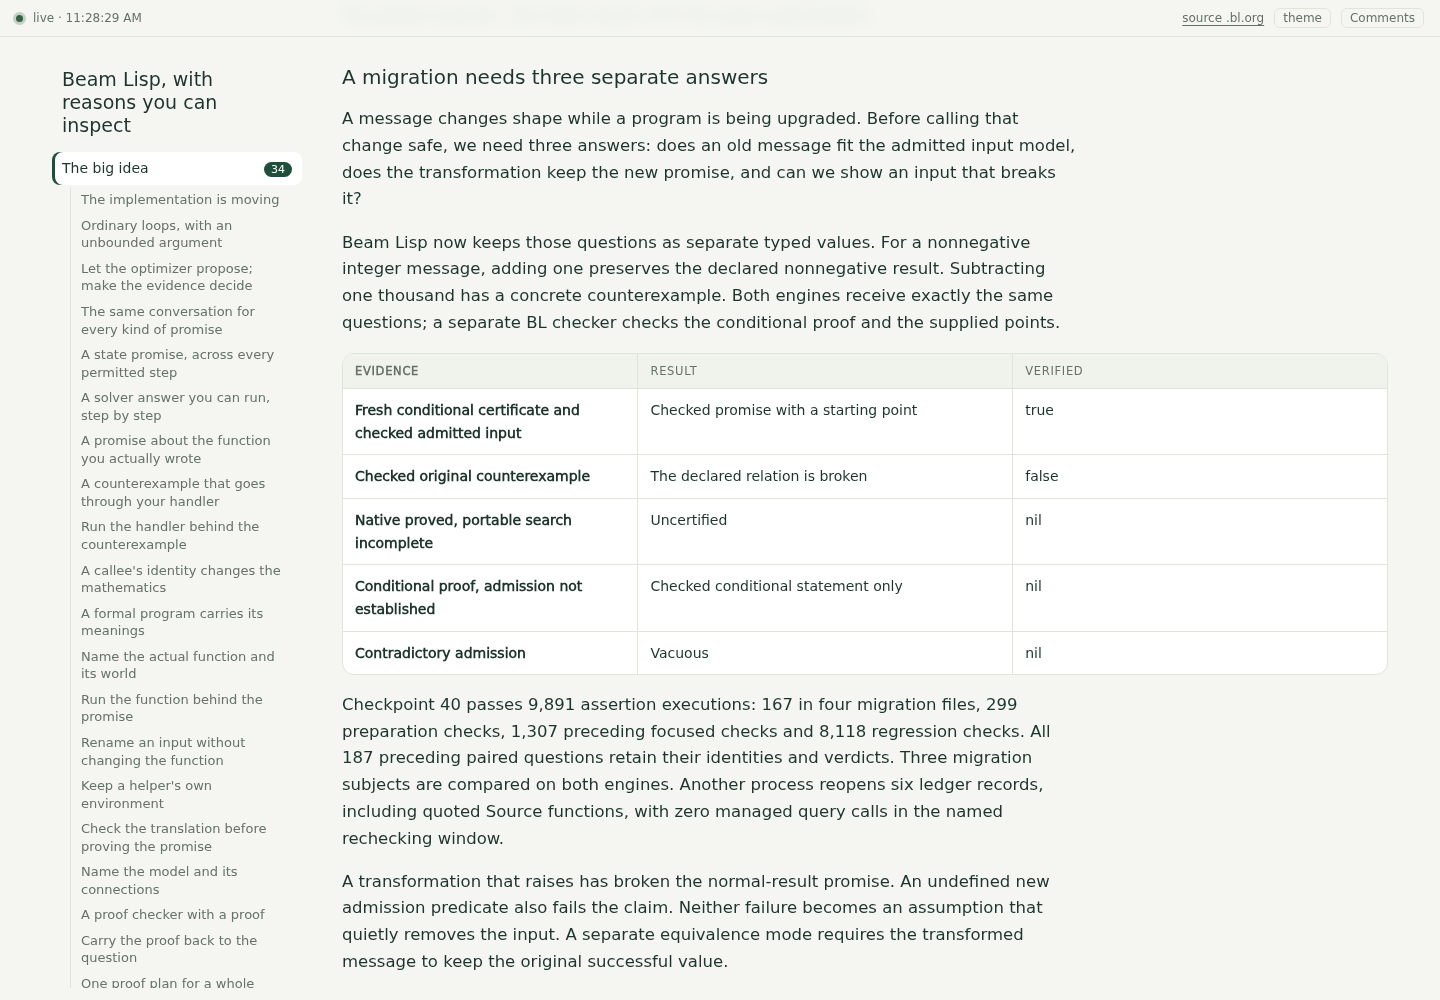 live · 11:28:29 AM
source .bl.org
theme
Comments
Beam Lisp, with
reasons you can
inspect
The big idea
34
The implementation is moving
Ordinary loops, with an
unbounded argument
Let the optimizer propose;
make the evidence decide
The same conversation for
every kind of promise
A state promise, across every
permitted step
A solver answer you can run,
step by step
A promise about the function
you actually wrote
A counterexample that goes
through your handler
Run the handler behind the
counterexample
A callee's identity changes the
mathematics
A formal program carries its
meanings
Name the actual function and
its world
Run the function behind the
promise
Rename an input without
changing the function
Keep a helper's own
environment
Check the translation before
proving the promise
Name the model and its
connections
A proof checker with a proof
Carry the proof back to the
question
One proof plan for a whole
A migration needs three separate answers
A message changes shape while a program is being upgraded. Before calling that
change safe, we need three answers: does an old message fit the admitted input model,
does the transformation keep the new promise, and can we show an input that breaks
it?
Beam Lisp now keeps those questions as separate typed values. For a nonnegative
integer message, adding one preserves the declared nonnegative result. Subtracting
one thousand has a concrete counterexample. Both engines receive exactly the same
questions; a separate BL checker checks the conditional proof and the supplied points.
EVIDENCE
RESULT
VERIFIED
Fresh conditional certificate and
checked admitted input
Checked promise with a starting point
true
Checked original counterexample
The declared relation is broken
false
Native proved, portable search
incomplete
Uncertified
nil
Conditional proof, admission not
established
Checked conditional statement only
nil
Contradictory admission
Vacuous
nil
Checkpoint 40 passes 9,891 assertion executions: 167 in four migration files, 299
preparation checks, 1,307 preceding focused checks and 8,118 regression checks. All
187 preceding paired questions retain their identities and verdicts. Three migration
subjects are compared on both engines. Another process reopens six ledger records,
including quoted Source functions, with zero managed query calls in the named
rechecking window.
A transformation that raises has broken the normal-result promise. An undefined new
admission predicate also fails the claim. Neither failure becomes an assumption that
quietly removes the input. A separate equivalence mode requires the transformed
message to keep the original successful value.